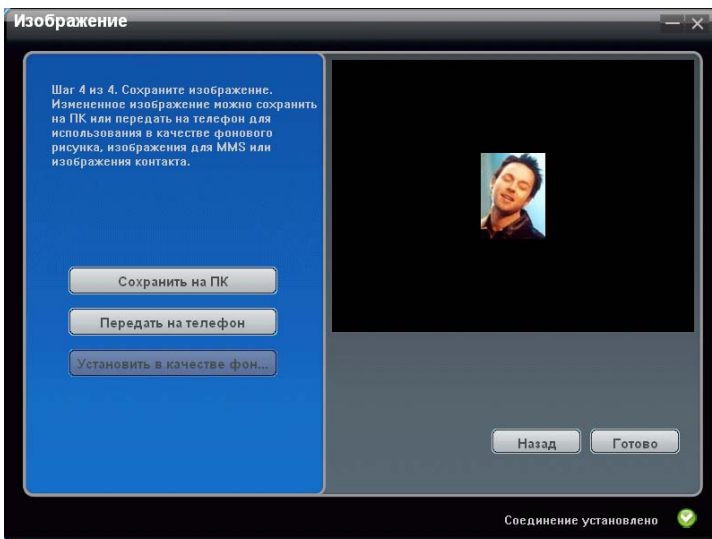 Изображение
Шаг 4 из 4. Сохраните изображение.
Измененное изображение можно сохранить
на ПК или передать на телефон для
использования в качестве фонового
рисунка, изображения для MMS или
изображения контакта.
Сохранить на ПК
Передать на телефон
Установить в качестве фон...
Назад
Готово
Соединение установлено